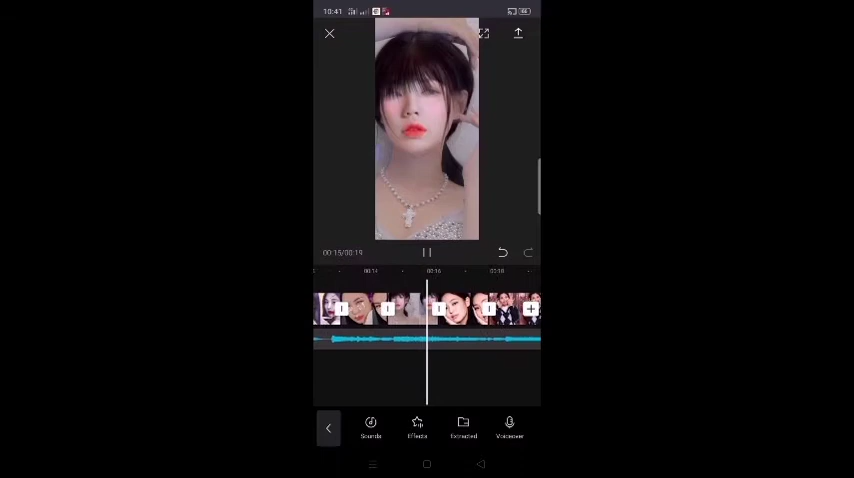 10:41
00:15/00:19
00:14
00:16
00:18
Sounds
Effects
Extracted
Voiceover